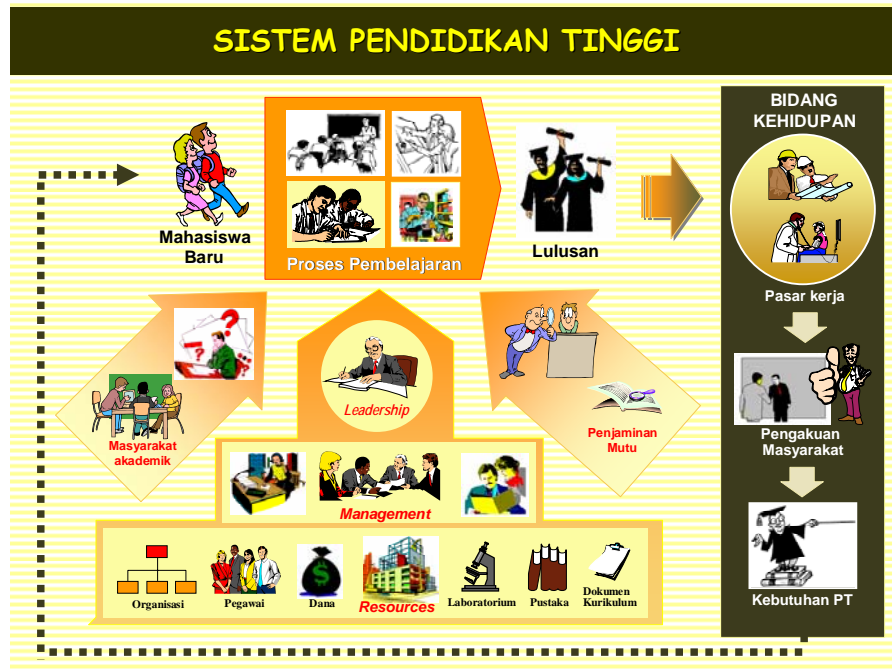 SISTEM PENDIDIKAN TINGGI
Mahasiswa
Baru
Proses Pembelajaran
Lulusan
BIDANG
KEHIDUPAN
Pasar kerja
Pengakuan
Masyarakat
Kebutuhan PT
Masyarakat
akademik
Leadership
Penjaminan
Mutu
Management
Organisasi
Pegawai
Dana
Resources
Laboratorium
Pustaka
Dokumen
Kurikulum